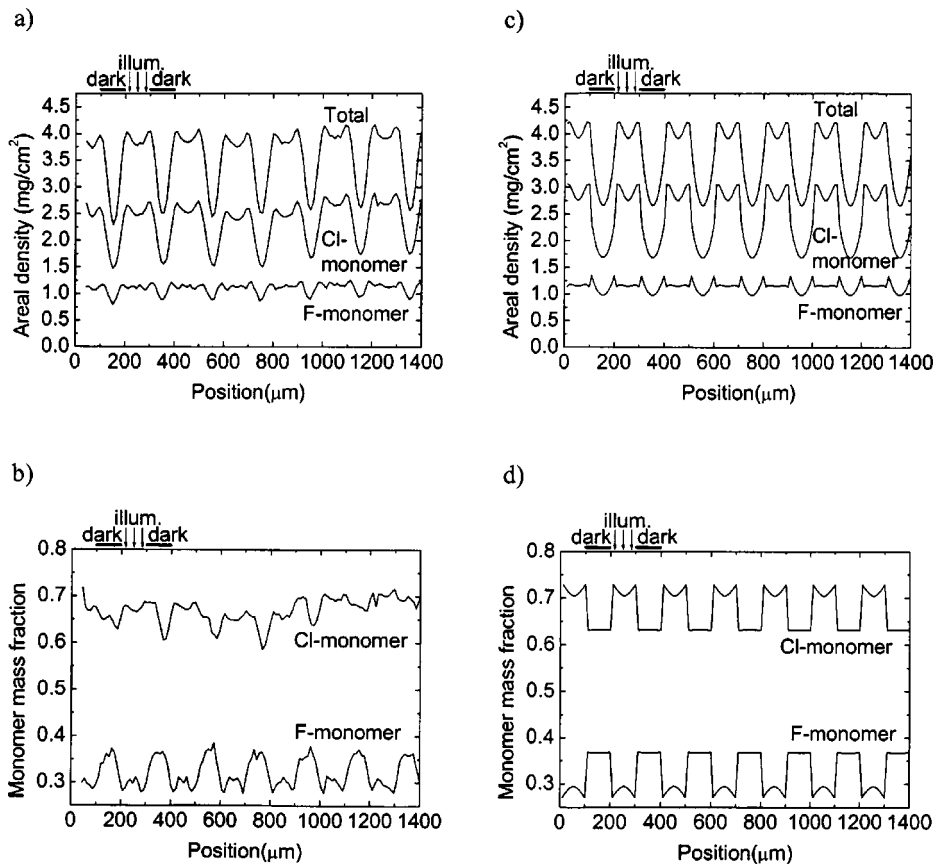 a)
illum.
dark dark
Total
Cl-
monomer
F-monomer
4.5
4.0
3.5
3.0
2.5
2.0
1.5
1.0
0.5
0.0
Areal density (mg/cm²)
0 200 400 600 800 1000 1200 1400
Position(μm)
c)
illum.
dark dark
Total
Cl-
monomer
F-monomer
4.5
4.0
3.5
3.0
2.5
2.0
1.5
1.0
0.5
0.0
Areal density (mg/cm²)
0 200 400 600 800 1000 1200 1400
Position(μm)
b)
illum.
dark dark
0.8
0.7
0.6
0.5
0.4
0.3
Monomer mass fraction
Cl-monomer
F-monomer
0 200 400 600 800 1000 1200 1400
Position(μm)
d)
illum.
dark dark
0.8
0.7
0.6
0.5
0.4
0.3
Monomer mass fraction
Cl-monomer
F-monomer
0 200 400 600 800 1000 1200 1400
Position(μm)